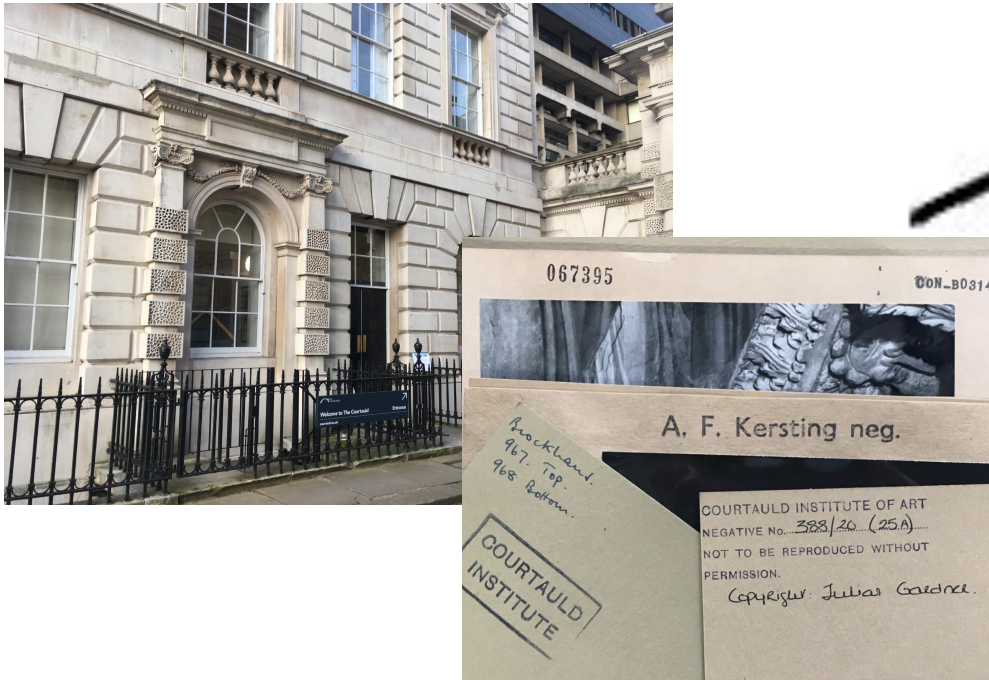 Welcome to The Courtauld
Entrance
067395
CON_B0314
A. F. Kersting neg.
Brockhaus.
967. Top.
968 Bottom.
COURTAULD
INSTITUTE
COURTAULD INSTITUTE OF ART
NEGATIVE No. 388/20 (25A)
NOT TO BE REPRODUCED WITHOUT
PERMISSION.
Copyright: Julian Gardner.